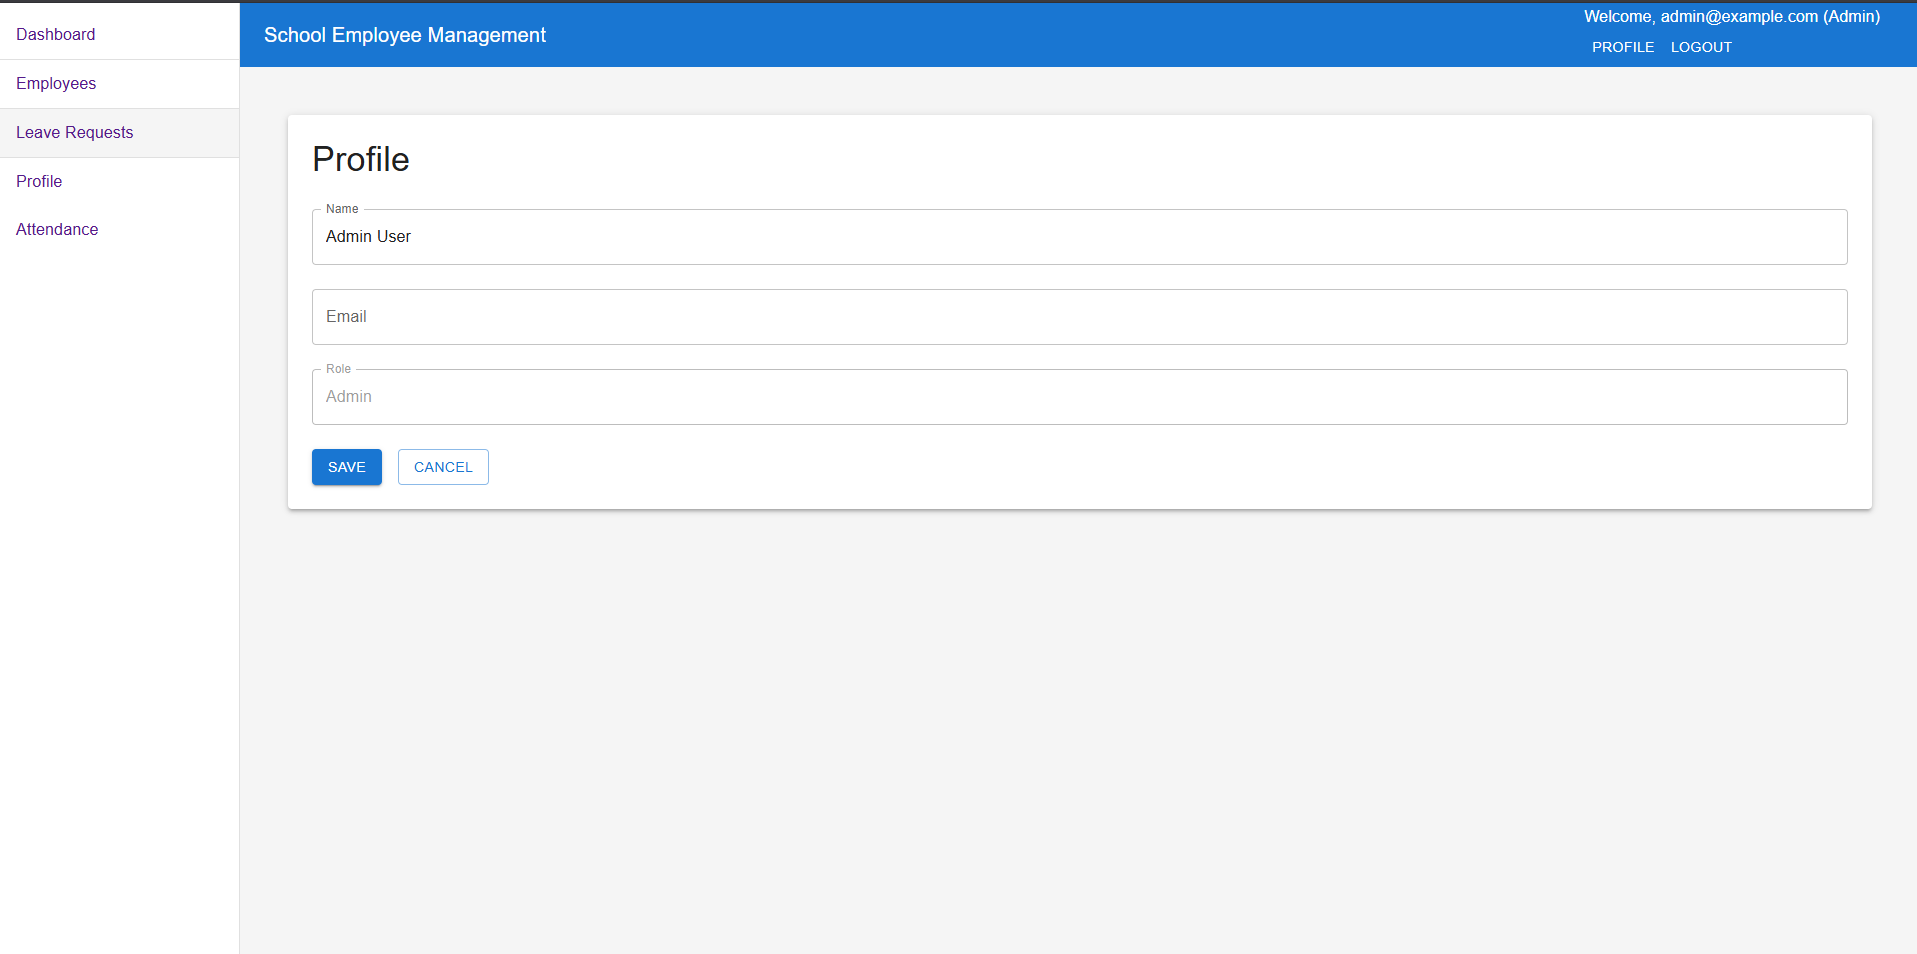 Dashboard
Employees
Leave Requests
Profile
Attendance
School Employee Management
Welcome, admin@example.com (Admin)
PROFILE LOGOUT
Profile
Name
Admin User
Email
Role
Admin
SAVE CANCEL